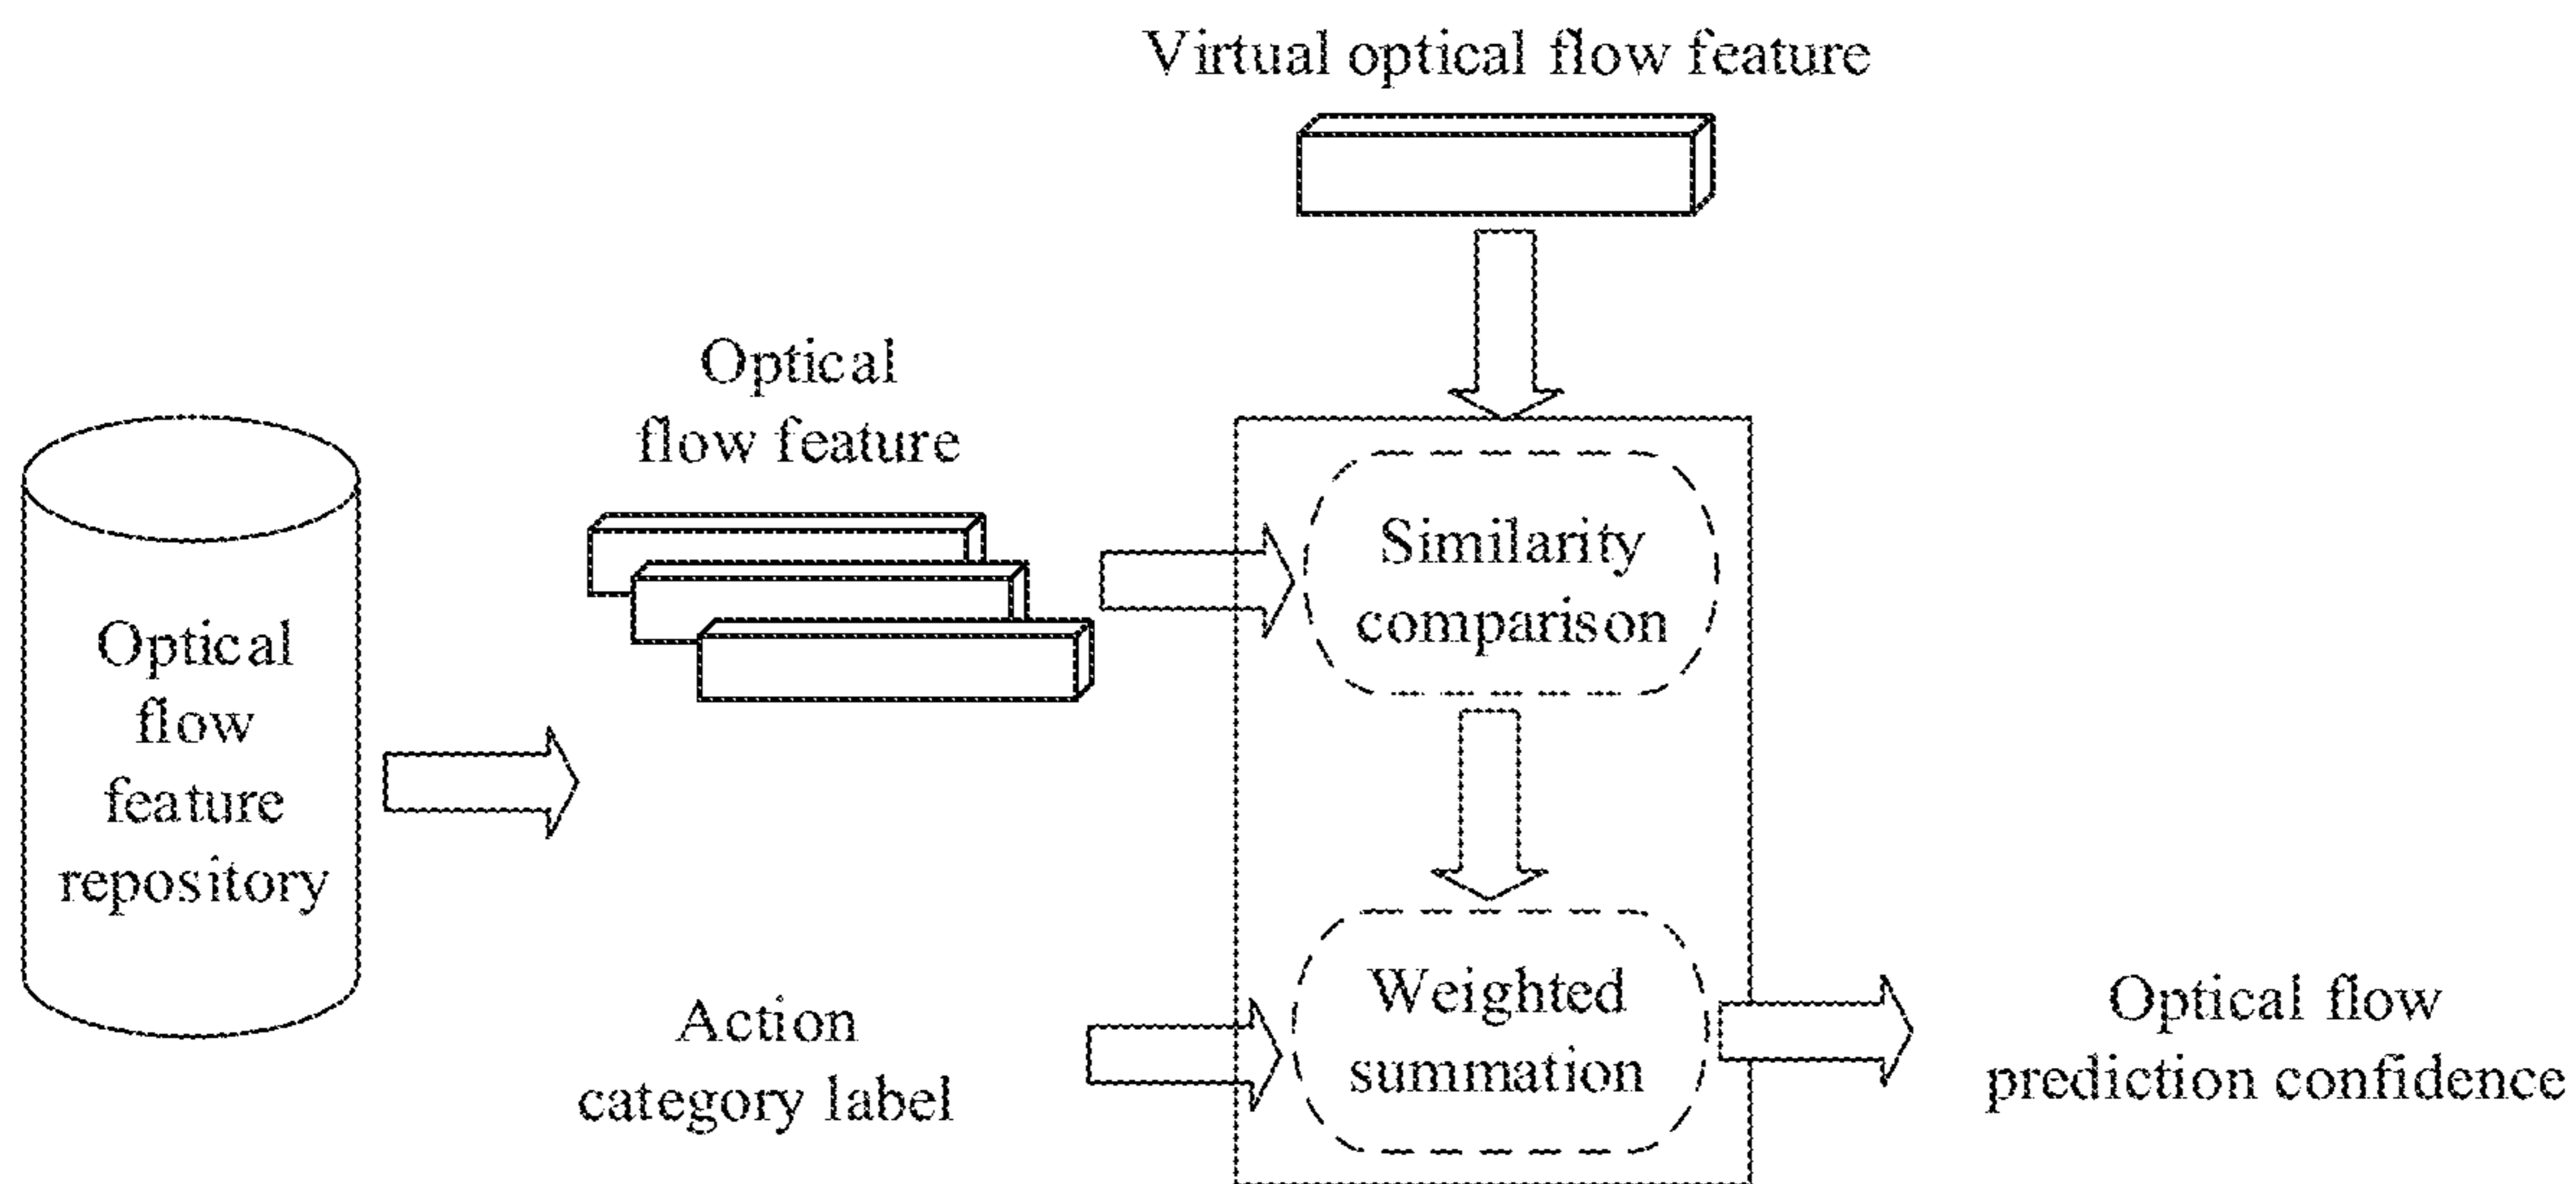 Virtual optical flow feature
Optical
flow feature
Similarity
comparison
Optical
flow
feature
repository
Action
category label
Weighted
summation
Optical flow
prediction confidence